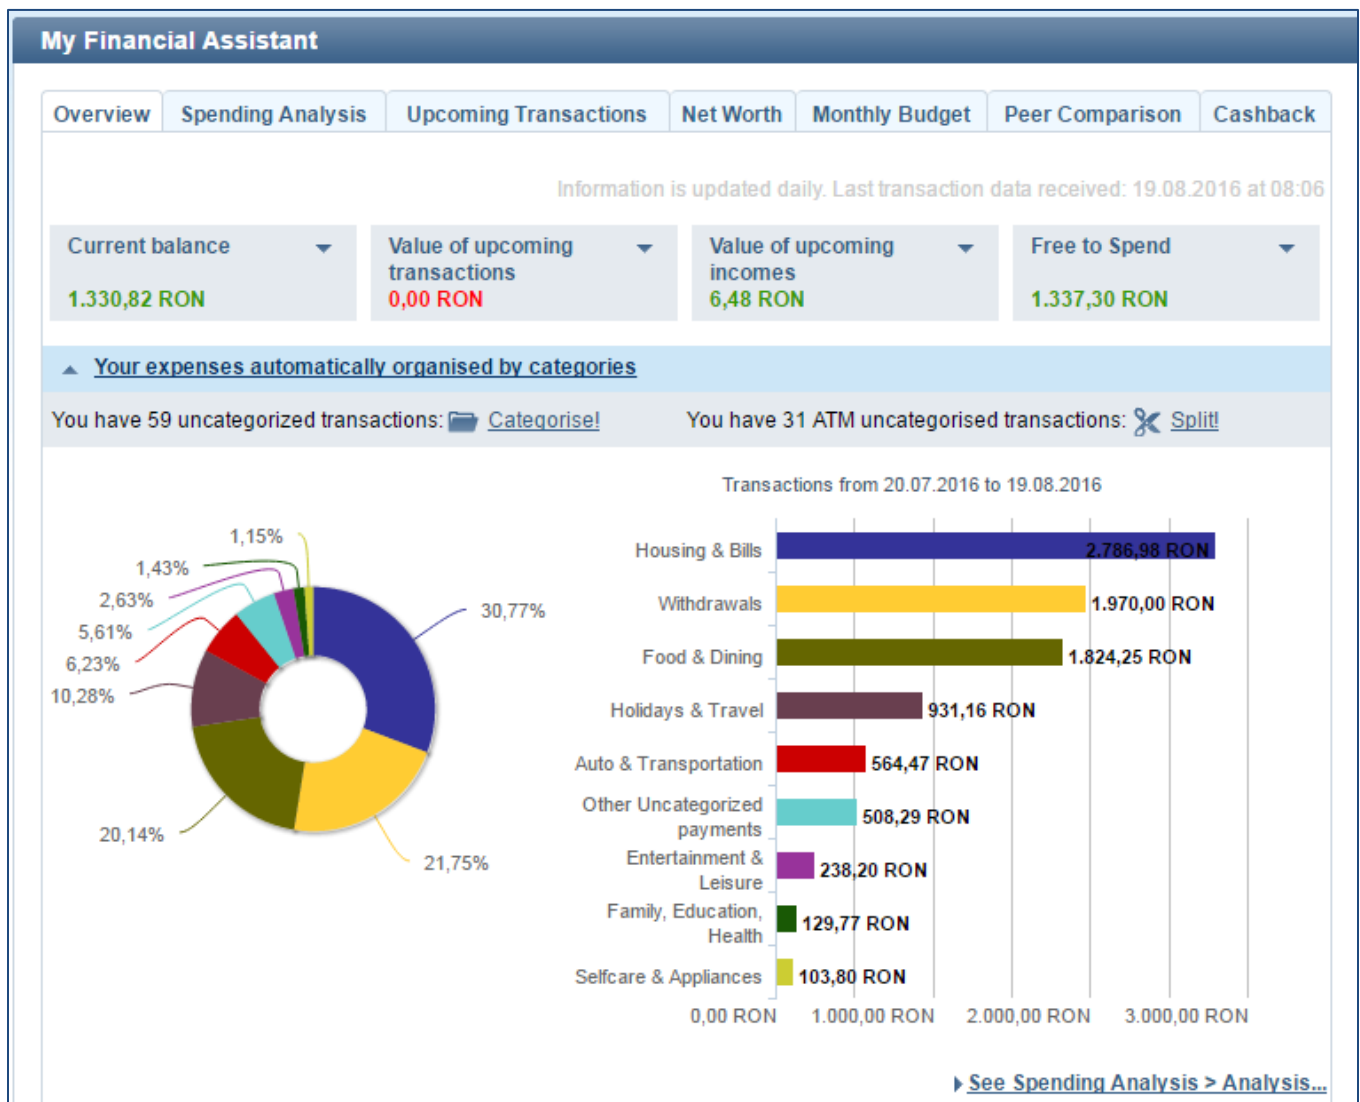 My Financial Assistant
Overview Spending Analysis Upcoming Transactions Net Worth Monthly Budget Peer Comparison Cashback
Information is updated daily. Last transaction data received: 19.08.2016 at 08:06
Current balance
1.330,82 RON
Value of upcoming
transactions
0,00 RON
Value of upcoming
incomes
6,48 RON
Free to Spend
1.337,30 RON
Your expenses automatically organised by categories
You have 59 uncategorized transactions: Categorise!
You have 31 ATM uncategorised transactions: Split!
1,15%
1,43%
2,63%
5,61%
6,23%
10,28%
20,14%
21,75%
30,77%
Transactions from 20.07.2016 to 19.08.2016
Housing & Bills 2.786,98 RON
Withdrawals 1.970,00 RON
Food & Dining 1.824,25 RON
Holidays & Travel 931,16 RON
Auto & Transportation 564,47 RON
Other Uncategorized
payments 508,29 RON
Entertainment &
Leisure 238,20 RON
Family, Education,
Health 129,77 RON
Selfcare & Appliances 103,80 RON
0,00 RON 1.000,00 RON 2.000,00 RON 3.000,00 RON
See Spending Analysis > Analysis...